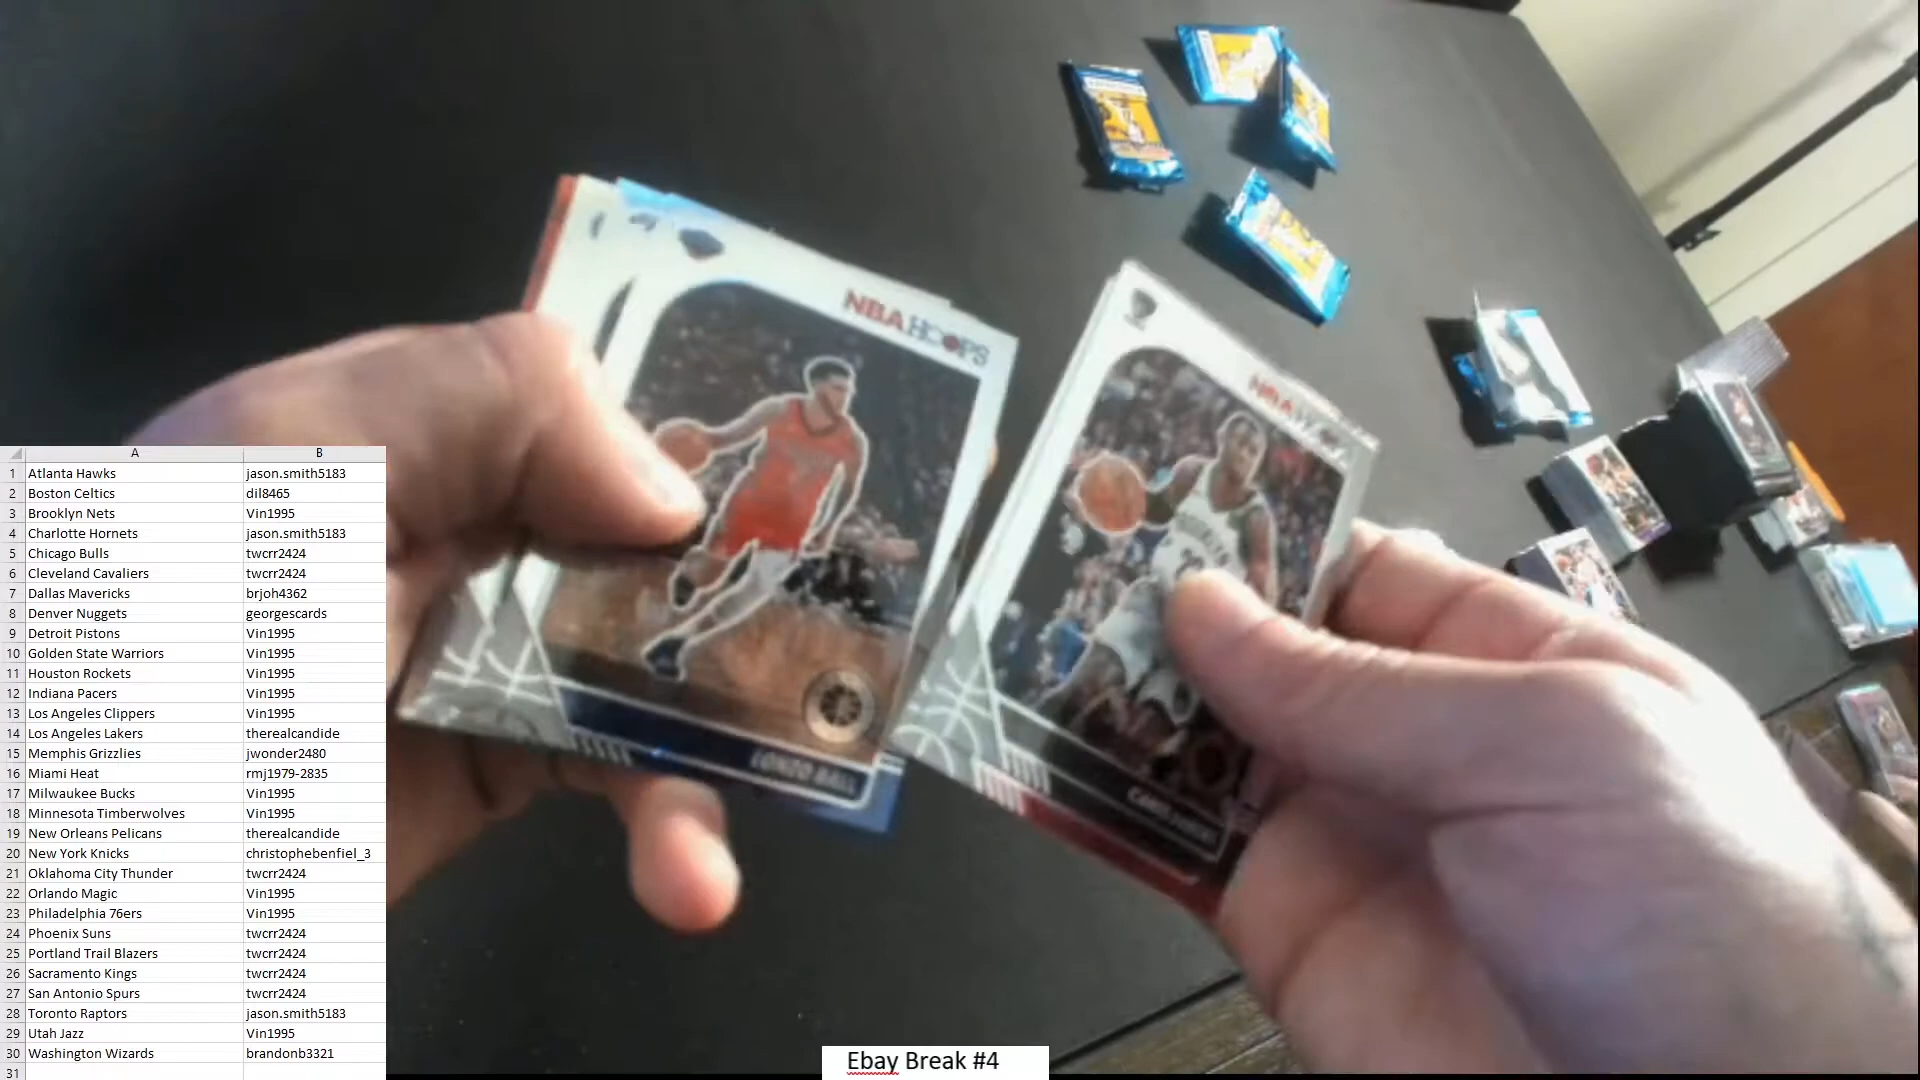 NBA HOOPS
LONZO BALL
NBA
BROOKLYN
A B
1 Atlanta Hawks jason.smith5183
2 Boston Celtics dil8465
3 Brooklyn Nets Vin1995
4 Charlotte Hornets jason.smith5183
5 Chicago Bulls twcrr2424
6 Cleveland Cavaliers twcrr2424
7 Dallas Mavericks brjoh4362
8 Denver Nuggets georgescards
9 Detroit Pistons Vin1995
10 Golden State Warriors Vin1995
11 Houston Rockets Vin1995
12 Indiana Pacers Vin1995
13 Los Angeles Clippers Vin1995
14 Los Angeles Lakers therealcandide
15 Memphis Grizzlies jwonder2480
16 Miami Heat rmj1979-2835
17 Milwaukee Bucks Vin1995
18 Minnesota Timberwolves Vin1995
19 New Orleans Pelicans therealcandide
20 New York Knicks christophebenfiel_3
21 Oklahoma City Thunder twcrr2424
22 Orlando Magic Vin1995
23 Philadelphia 76ers Vin1995
24 Phoenix Suns twcrr2424
25 Portland Trail Blazers twcrr2424
26 Sacramento Kings twcrr2424
27 San Antonio Spurs twcrr2424
28 Toronto Raptors jason.smith5183
29 Utah Jazz Vin1995
30 Washington Wizards brandonb3321
31
Ebay Break #4